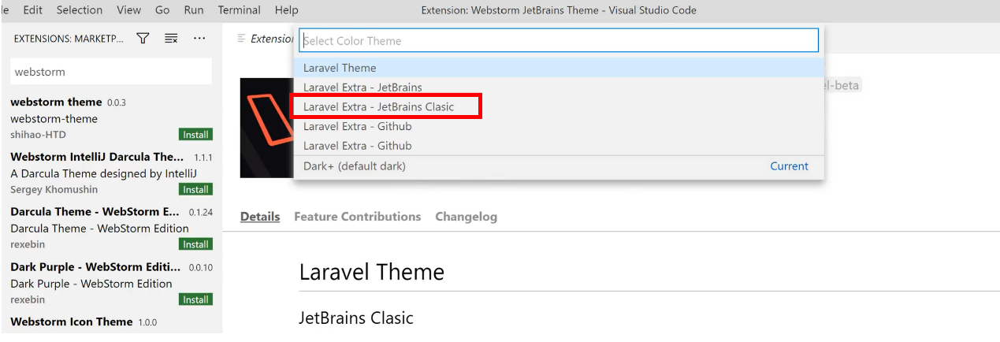 Edit Selection View Go Run Terminal Help Extension: Webstorm JetBrains Theme - Visual Studio Code
EXTENSIONS: MARKETP... ···
webstorm
webstorm theme 0.0.3
webstorm-theme
shihao-HTD Install
Webstorm IntelliJ Darcula The... 1.1.1
A Darcula Theme designed by IntelliJ
Sergey Khomushin Install
Darcula Theme - WebStorm E... 0.1.24
Darcula Theme - WebStorm Edition
rexebin Install
Dark Purple - WebStorm Editi... 0.0.10
Dark Purple - WebStorm Edition
rexebin Install
Webstorm Icon Theme 1.0.0
Extension
Select Color Theme
Laravel Theme
Laravel Extra - JetBrains
Laravel Extra - JetBrains Clasic
Laravel Extra - Github
Laravel Extra - Github
Dark+ (default dark) Current
el-beta
Details Feature Contributions Changelog
Laravel Theme
JetBrains Clasic